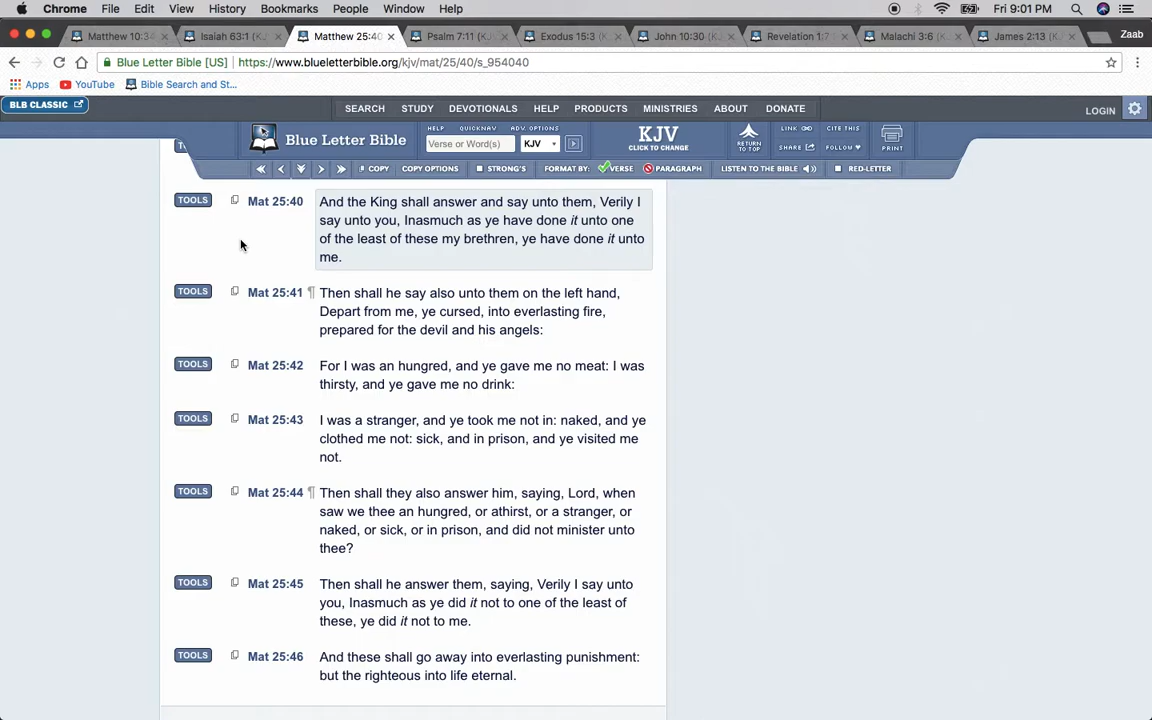 Chrome File Edit View History Bookmarks People Window Help Fri 9:01 PM
Matthew 10:34 Isaiah 63:1 (K Matthew 25:40 Psalm 7:11 (KJV Exodus 15:3 (K John 10:30 (KJV Revelation 1:7 Malachi 3:6 (K James 2:13 (KJV Zaab
Blue Letter Bible [US] https://www.blueletterbible.org/kjv/mat/25/40/s_954040
Apps YouTube Bible Search and St...
BLB CLASSIC SEARCH STUDY DEVOTIONALS HELP PRODUCTS MINISTRIES ABOUT DONATE LOGIN
HELP QUICKNAV ADV. OPTIONS
Blue Letter Bible Verse or Word(s) KJV
KJV
CLICK TO CHANGE
RETURN
TO TOP
LINK CITE THIS
SHARE FOLLOW
PRINT
COPY COPY OPTIONS STRONG'S FORMAT BY: VERSE PARAGRAPH LISTEN TO THE BIBLE RED-LETTER
TOOLS Mat 25:40 And the King shall answer and say unto them, Verily I
say unto you, Inasmuch as ye have done it unto one
of the least of these my brethren, ye have done it unto
me.
TOOLS Mat 25:41 ¶ Then shall he say also unto them on the left hand,
Depart from me, ye cursed, into everlasting fire,
prepared for the devil and his angels:
TOOLS Mat 25:42 For I was an hungred, and ye gave me no meat: I was
thirsty, and ye gave me no drink:
TOOLS Mat 25:43 I was a stranger, and ye took me not in: naked, and ye
clothed me not: sick, and in prison, and ye visited me
not.
TOOLS Mat 25:44 ¶ Then shall they also answer him, saying, Lord, when
saw we thee an hungred, or athirst, or a stranger, or
naked, or sick, or in prison, and did not minister unto
thee?
TOOLS Mat 25:45 Then shall he answer them, saying, Verily I say unto
you, Inasmuch as ye did it not to one of the least of
these, ye did it not to me.
TOOLS Mat 25:46 And these shall go away into everlasting punishment:
but the righteous into life eternal.